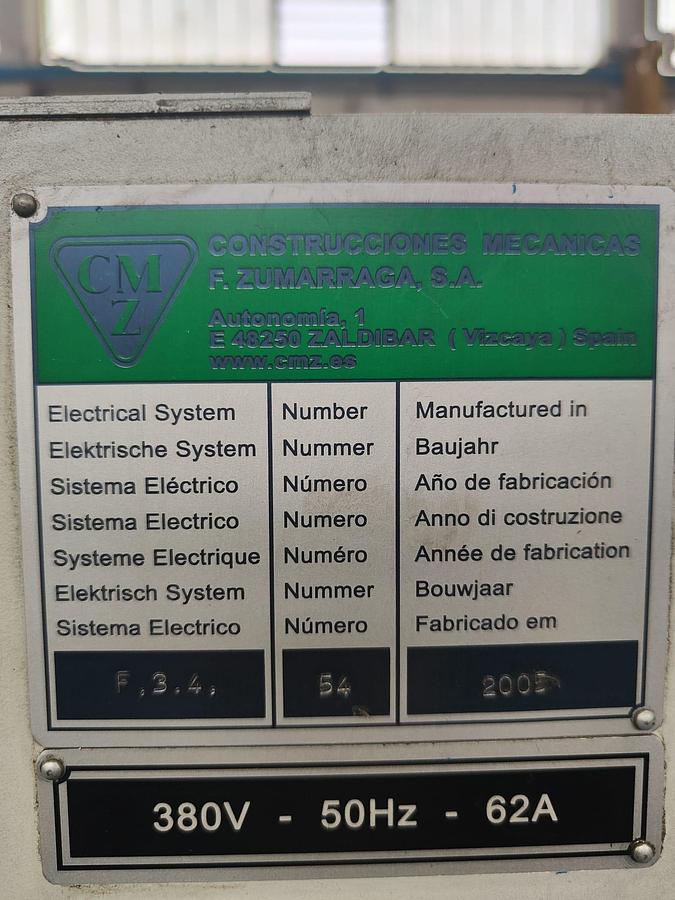 CMZ
CONSTRUCCIONES MECANICAS
F. ZUMARRAGA, S.A.
Autonomía, 1
E 48250 ZALDIBAR ( Vizcaya ) Spain
www.cmz.es
Electrical System Number Manufactured in
Elektrische System Nummer Baujahr
Sistema Eléctrico Número Año de fabricación
Sistema Electrico Numero Anno di costruzione
Systeme Electrique Numéro Année de fabrication
Elektrisch System Nummer Bouwjaar
Sistema Electrico Número Fabricado em
F,3.4, 54 2005
380V - 50Hz - 62A